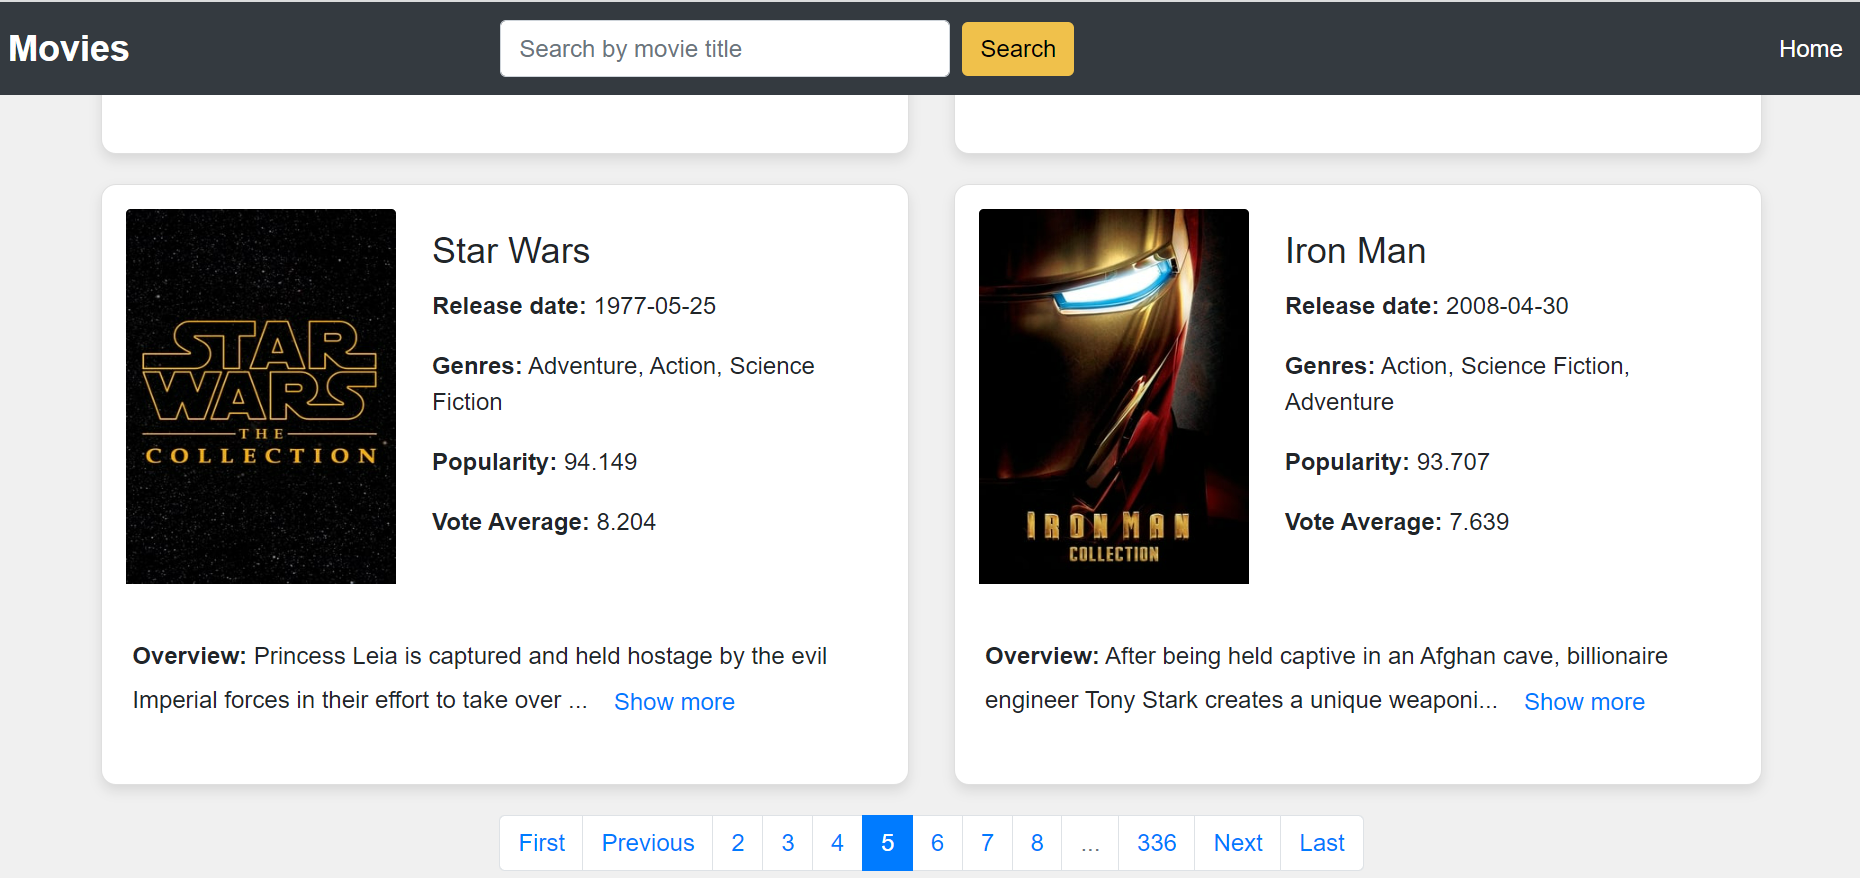 Movies
Search by movie title
Search
Home
STAR
WARS
THE
COLLECTION
Star Wars
Release date: 1977-05-25
Genres: Adventure, Action, Science
Fiction
Popularity: 94.149
Vote Average: 8.204
Overview: Princess Leia is captured and held hostage by the evil
Imperial forces in their effort to take over ... Show more
IRON MAN
COLLECTION
Iron Man
Release date: 2008-04-30
Genres: Action, Science Fiction,
Adventure
Popularity: 93.707
Vote Average: 7.639
Overview: After being held captive in an Afghan cave, billionaire
engineer Tony Stark creates a unique weaponi... Show more
First Previous 2 3 4 5 6 7 8 ... 336 Next Last